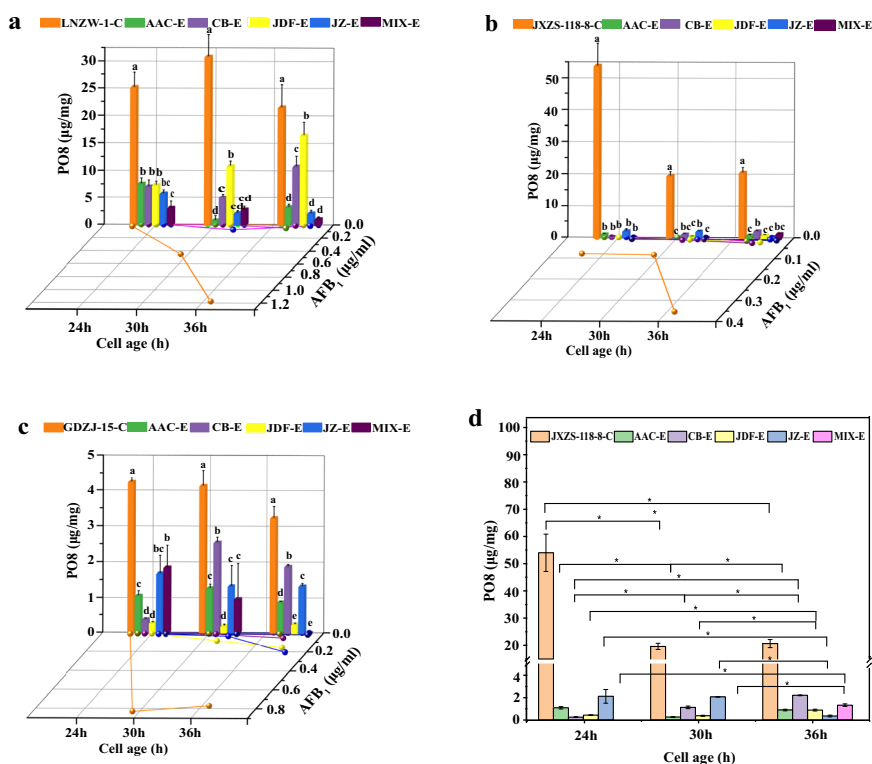 a
LNZW-1-C AAC-E CB-E JDF-E JZ-E MIX-E
30
25
20
15
10
5
0
PO8 (µg/mg)
a a a
b b b bc c
d c b cd cd
d c b d d
0.0
0.2
0.4
0.6
0.8
1.0
1.2
AFB1 (µg/ml)
24h 30h 36h
Cell age (h)
b
JXZS-118-8-C AAC-E CB-E JDF-E JZ-E MIX-E
50
40
30
20
10
0
PO8 (µg/mg)
a a a
b b b b b
c bc c b c
c b c c bc
0.0
0.1
0.2
0.3
0.4
AFB1 (µg/ml)
24h 30h 36h
Cell age (h)
c
GDZJ-15-C AAC-E CB-E JDF-E JZ-E MIX-E
5
4
3
2
1
0
PO8 (µg/mg)
a a a
c d d bc b
c b d c c
d b e c e
0.0
0.2
0.4
0.6
0.8
AFB1 (µg/ml)
24h 30h 36h
Cell age (h)
d
JXZS-118-8-C AAC-E CB-E JDF-E JZ-E MIX-E
100
90
80
70
60
50
40
30
20
4
2
0
PO8 (µg/mg)
* * *
* *
*
* *
*
*
*
*
*
24h 30h 36h
Cell age (h)